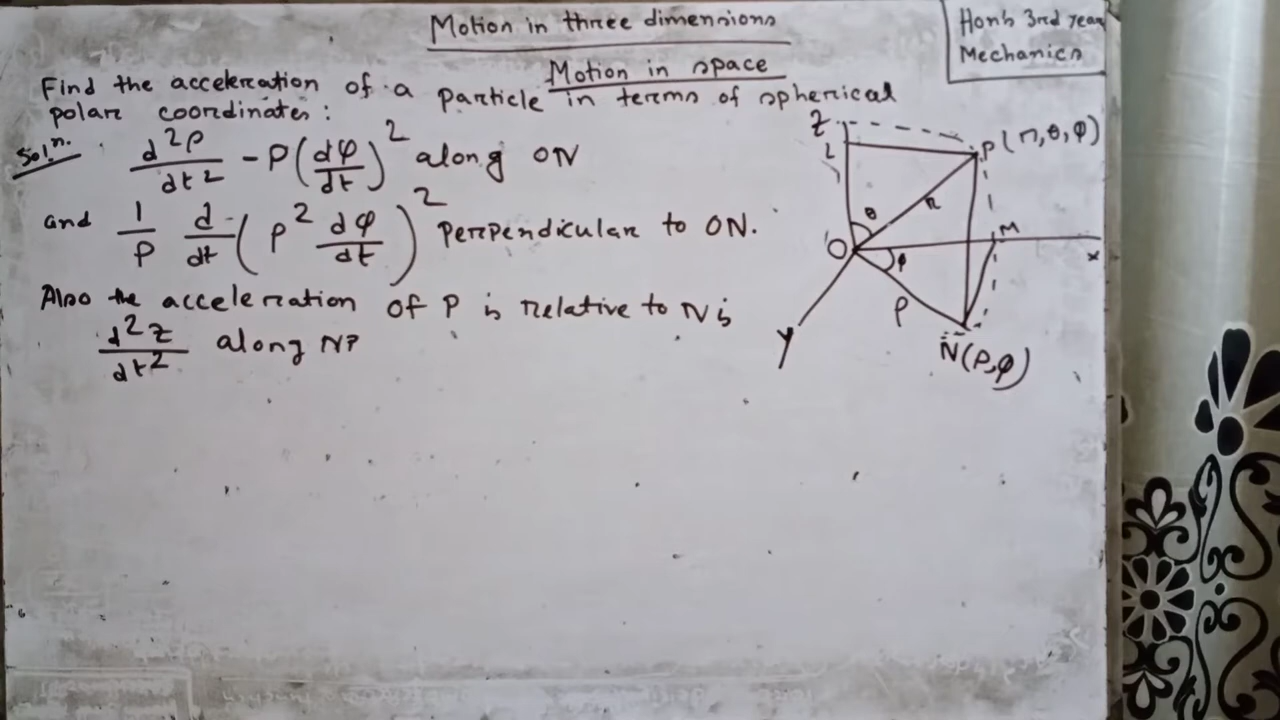 Motion in three dimensions
Hons 3rd year
Mechanics
Motion in space
Find the acceleration of a particle in terms of spherical
polar coordinates:
Solⁿ. d²ρ/dt² - ρ(dφ/dt)² along ON
and 1/ρ d/dt(ρ² dφ/dt)² perpendicular to ON.
Also the acceleration of P is relative to N is
d²z/dt² along NP
Z
L
P(r,θ,φ)
θ
r
O
M
x
φ
ρ
Y
N(ρ,φ)